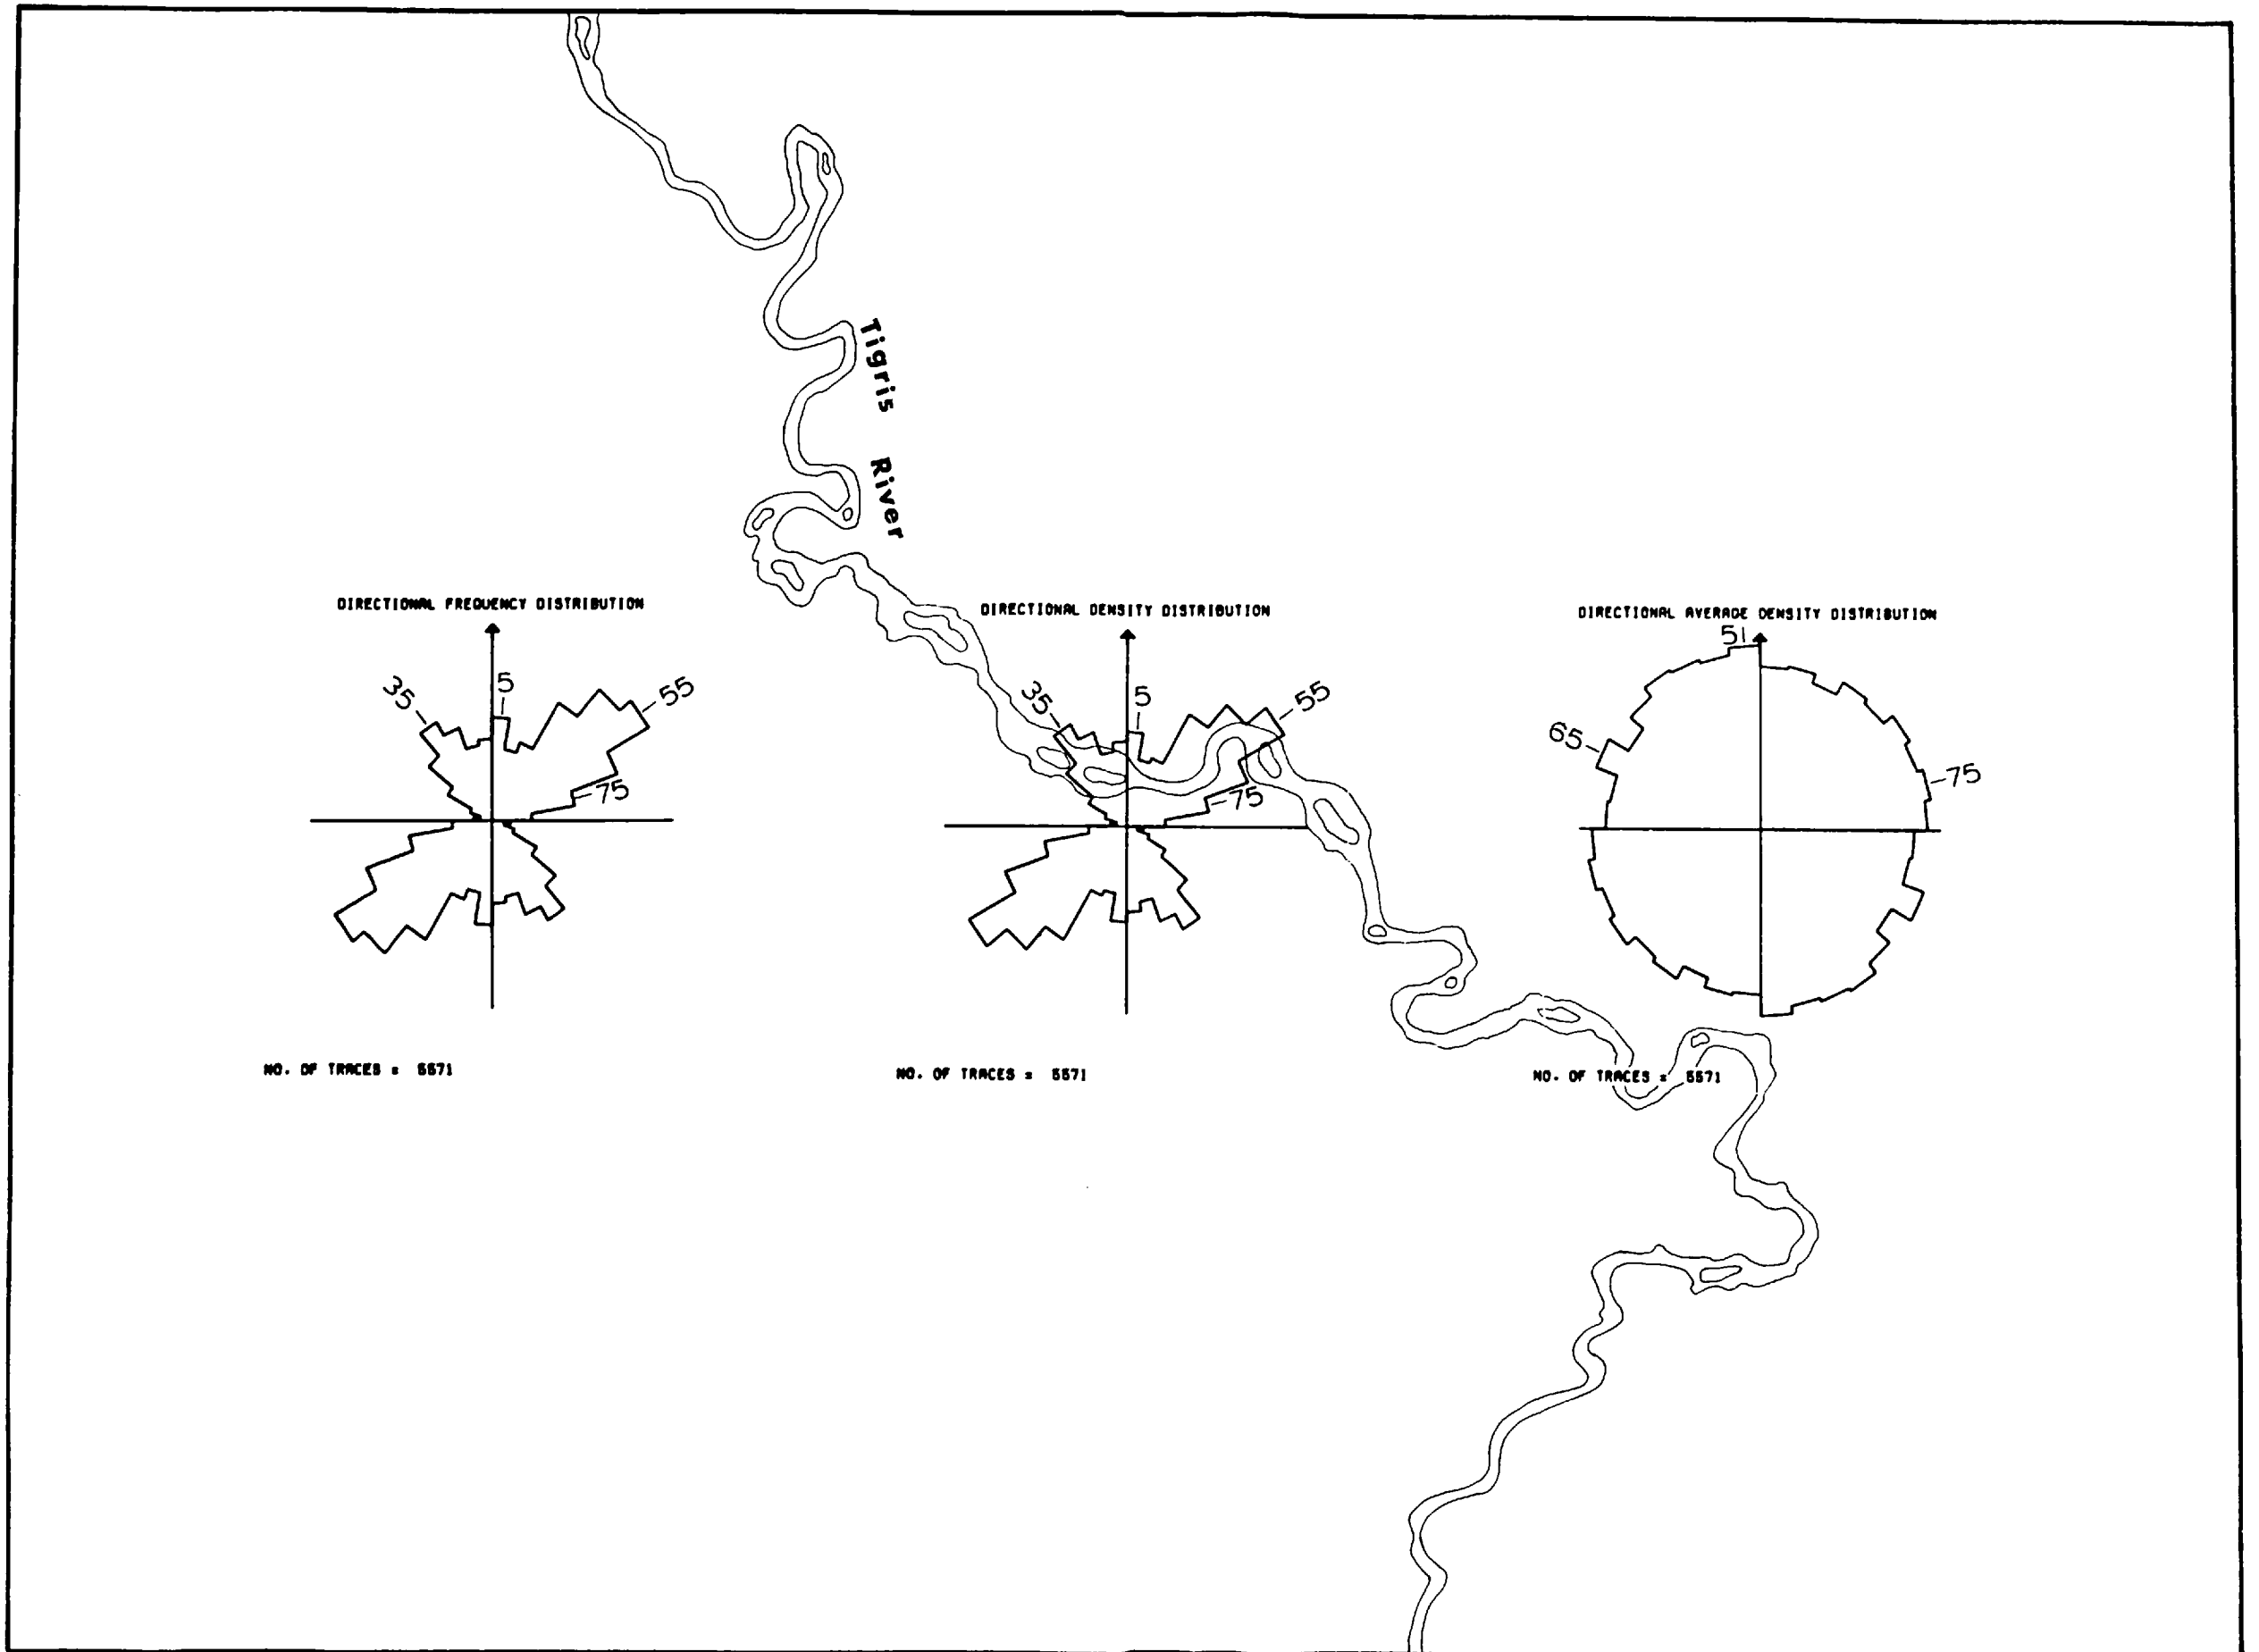 Tigris River
DIRECTIONAL FREQUENCY DISTRIBUTION
35
5
55
75
NO. OF TRACES = 5571
DIRECTIONAL DENSITY DISTRIBUTION
35
5
55
75
NO. OF TRACES = 5571
DIRECTIONAL AVERAGE DENSITY DISTRIBUTION
5
65
75
NO. OF TRACES = 5571